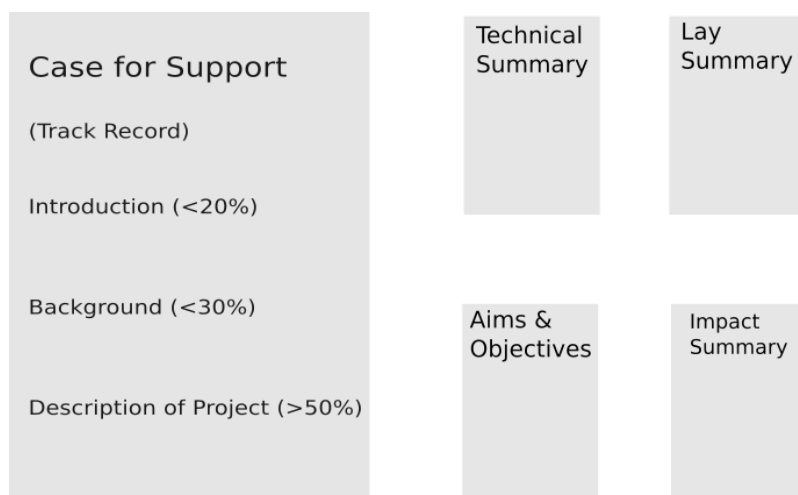 Case for Support
(Track Record)
Introduction (<20%)
Background (<30%)
Description of Project (>50%)
Technical
Summary
Lay
Summary
Aims &
Objectives
Impact
Summary